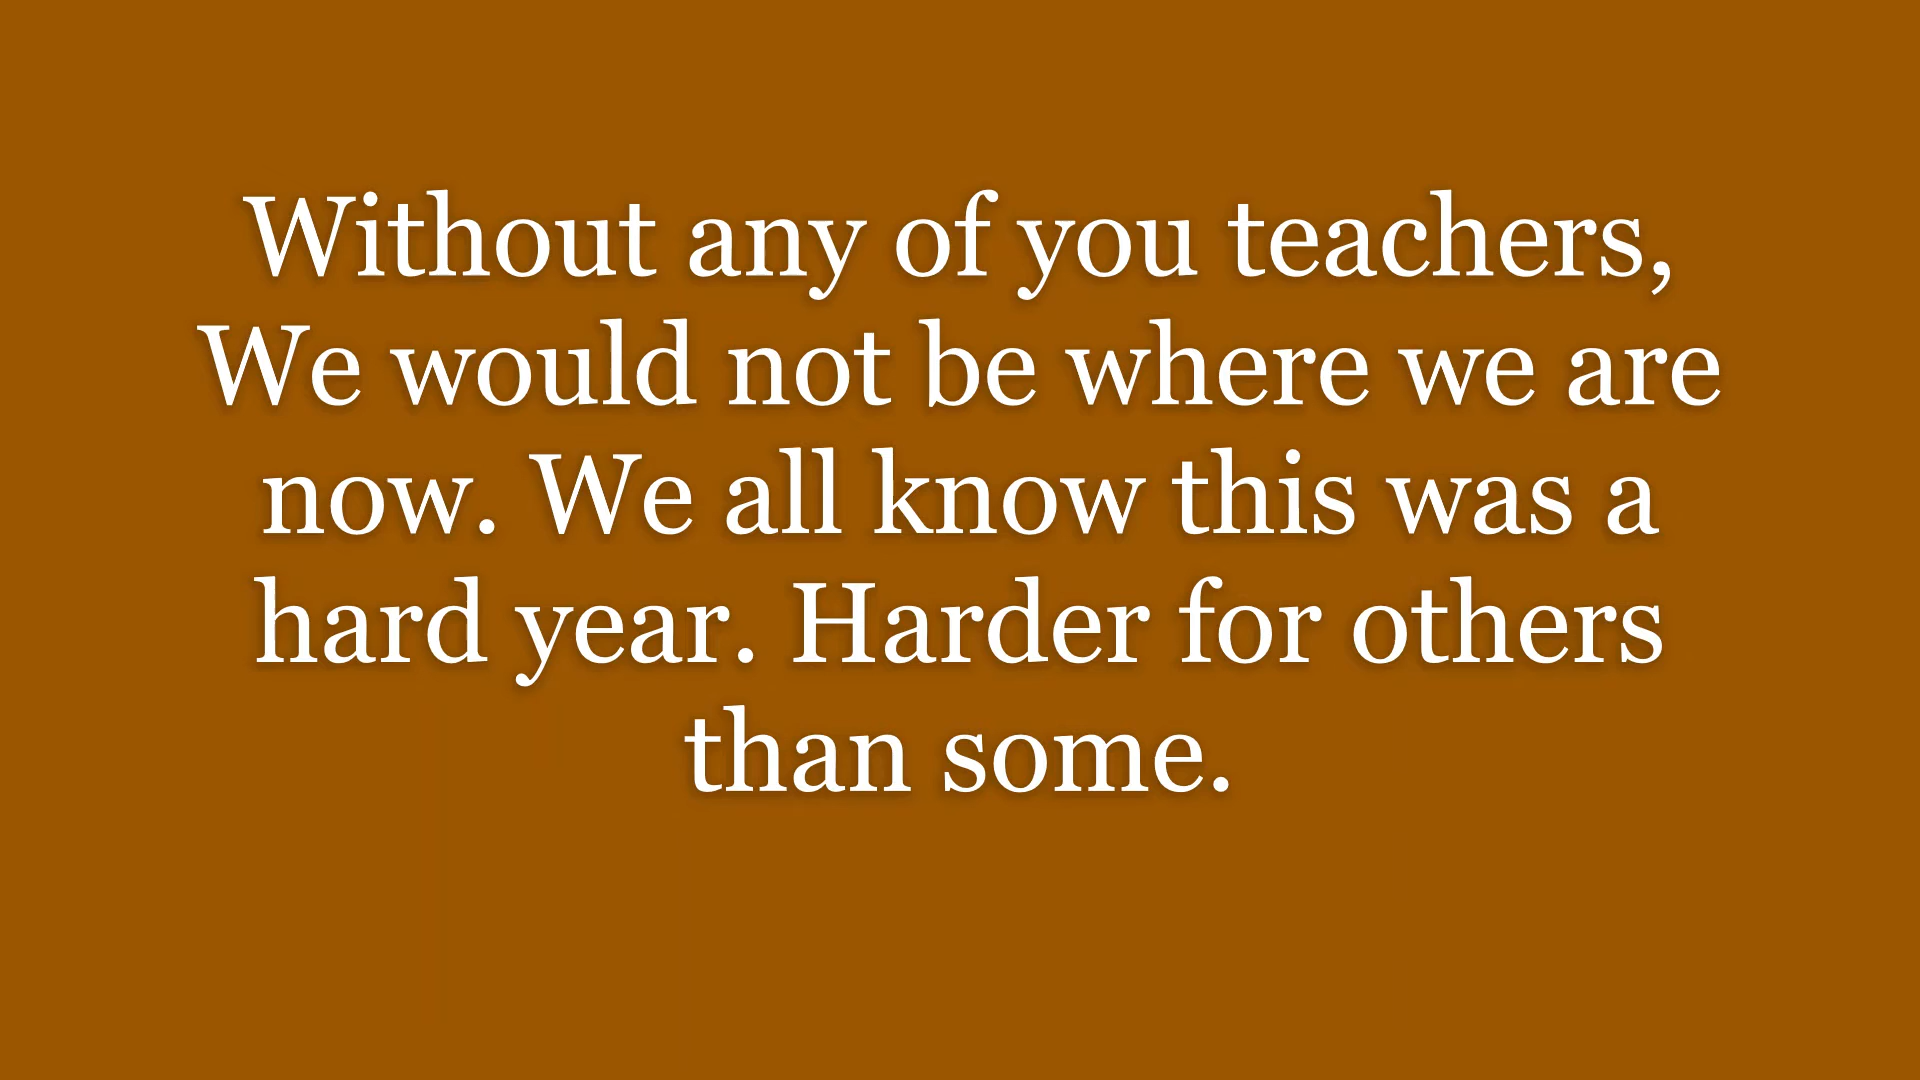 Without any of you teachers,
We would not be where we are
now. We all know this was a
hard year. Harder for others
than some.